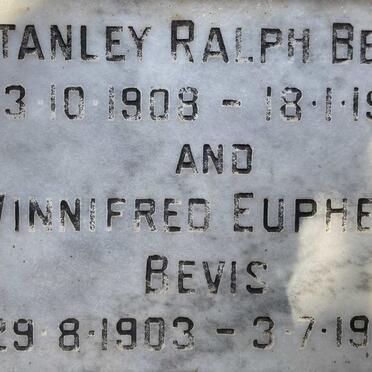 TANLEY RALPH BE
3 10 1908 - 18·1·19
AND
WINNIFRED EUPHE
BEVIS
29·8·1903 - 3·7·19